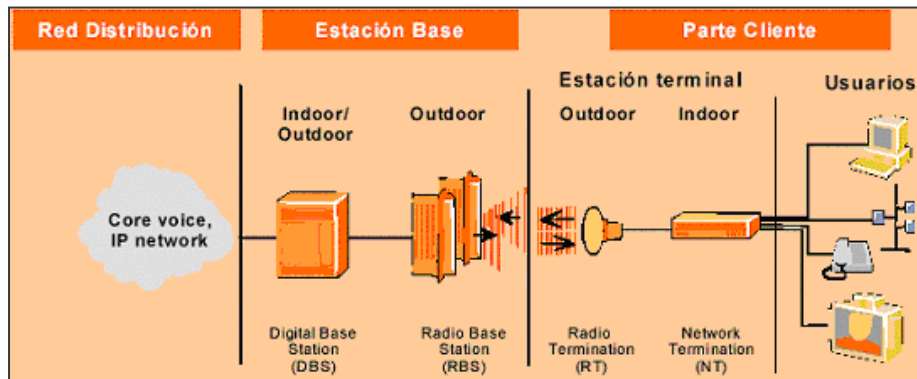 Red Distribución
Estación Base
Parte Cliente
Estación terminal
Usuarios
Indoor/
Outdoor
Outdoor
Outdoor
Indoor
Core voice,
IP network
Digital Base
Station
(DBS)
Radio Base
Station
(RBS)
Radio
Termination
(RT)
Network
Termination
(NT)